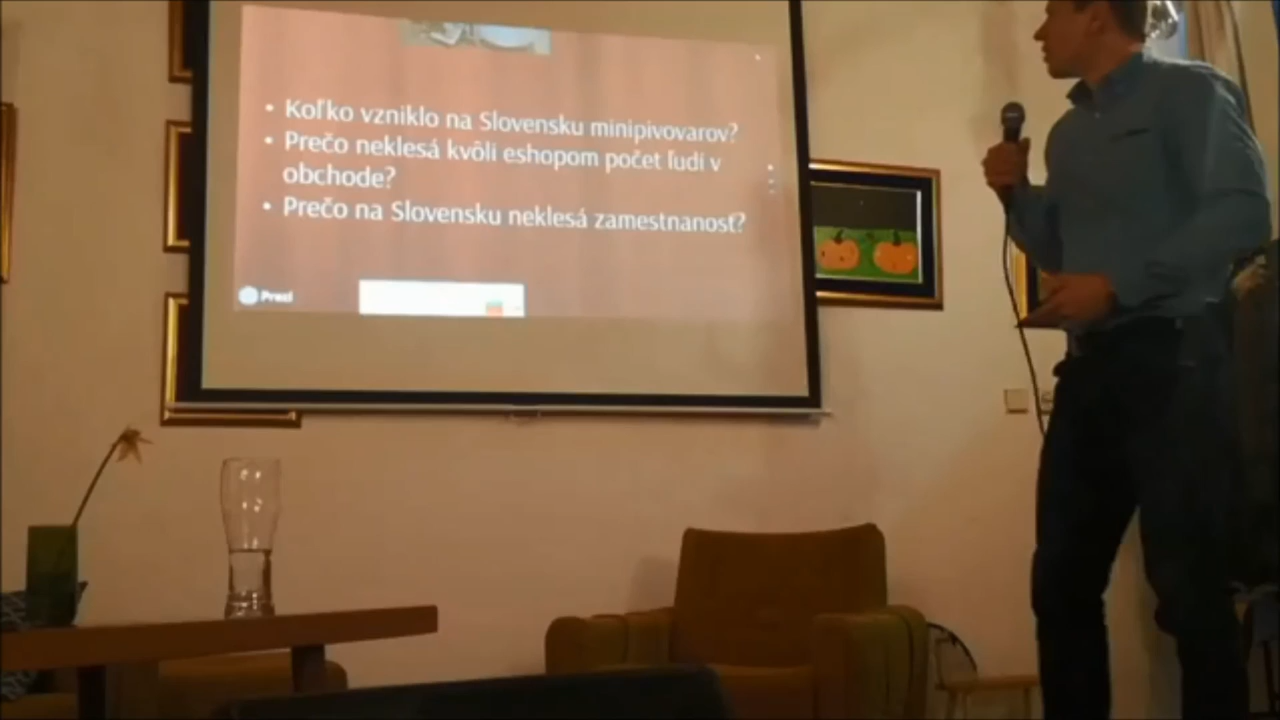 • Koľko vzniklo na Slovensku minipivovarov?
• Prečo neklesá kvôli eshopom počet ľudí v
obchode?
• Prečo na Slovensku neklesá zamestnanosť?
Prezi